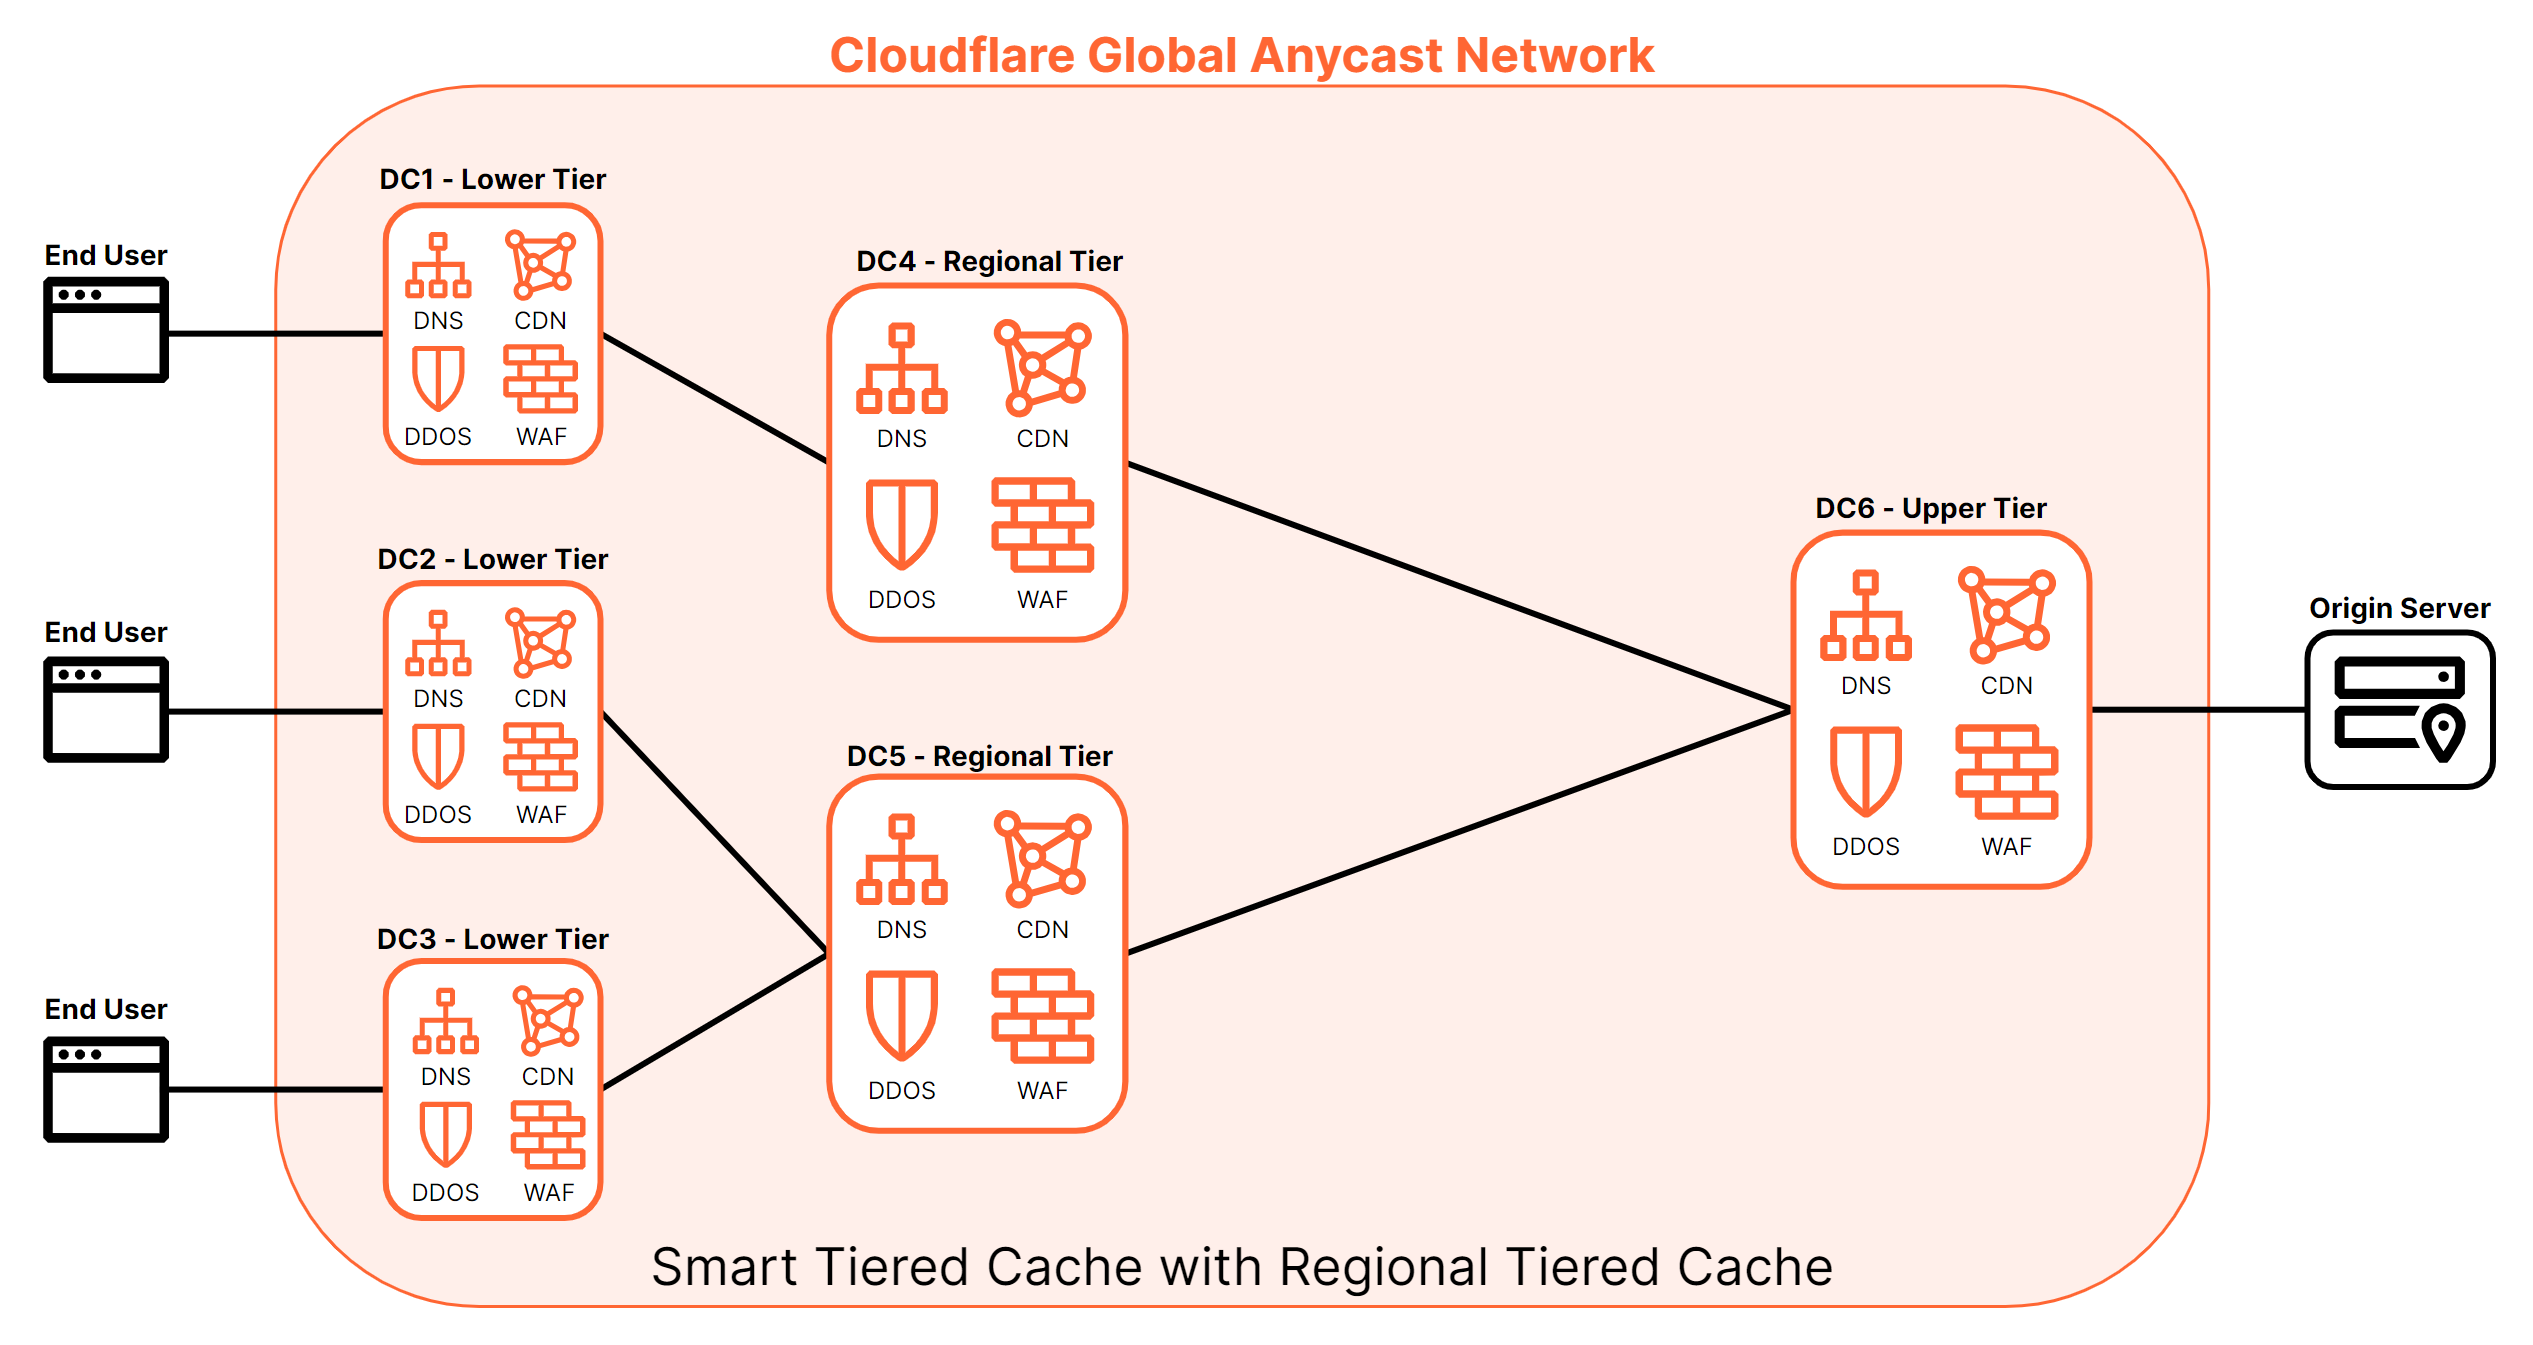 Cloudflare Global Anycast Network
End User
End User
End User
DC1 - Lower Tier
DNS CDN
DDOS WAF
DC2 - Lower Tier
DNS CDN
DDOS WAF
DC3 - Lower Tier
DNS CDN
DDOS WAF
DC4 - Regional Tier
DNS CDN
DDOS WAF
DC5 - Regional Tier
DNS CDN
DDOS WAF
DC6 - Upper Tier
DNS CDN
DDOS WAF
Origin Server
Smart Tiered Cache with Regional Tiered Cache